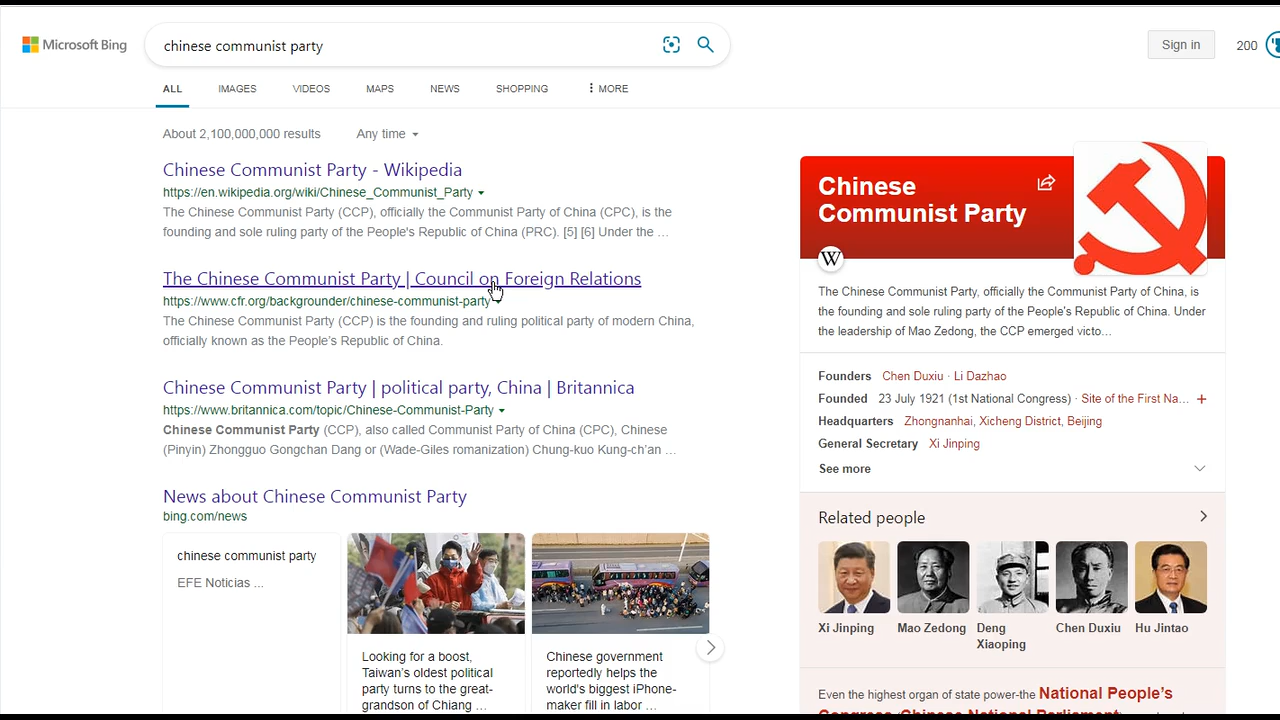 Microsoft Bing
chinese communist party
Sign in
200
ALL
IMAGES
VIDEOS
MAPS
NEWS
SHOPPING
MORE
About 2,100,000,000 results
Any time
Chinese Communist Party - Wikipedia
https://en.wikipedia.org/wiki/Chinese_Communist_Party
The Chinese Communist Party (CCP), officially the Communist Party of China (CPC), is the
founding and sole ruling party of the People's Republic of China (PRC). [5] [6] Under the ...
The Chinese Communist Party | Council on Foreign Relations
https://www.cfr.org/backgrounder/chinese-communist-party
The Chinese Communist Party (CCP) is the founding and ruling political party of modern China,
officially known as the People's Republic of China.
Chinese Communist Party | political party, China | Britannica
https://www.britannica.com/topic/Chinese-Communist-Party
Chinese Communist Party (CCP), also called Communist Party of China (CPC), Chinese
(Pinyin) Zhongguo Gongchan Dang or (Wade-Giles romanization) Chung-kuo Kung-ch'an ...
News about Chinese Communist Party
bing.com/news
chinese communist party
EFE Noticias ...
Looking for a boost,
Taiwan's oldest political
party turns to the great-
grandson of Chiang ...
Chinese government
reportedly helps the
world's biggest iPhone-
maker fill in labor ...
Chinese
Communist Party
W
The Chinese Communist Party, officially the Communist Party of China, is
the founding and sole ruling party of the People's Republic of China. Under
the leadership of Mao Zedong, the CCP emerged victo...
Founders Chen Duxiu · Li Dazhao
Founded 23 July 1921 (1st National Congress) · Site of the First Na...
Headquarters Zhongnanhai, Xicheng District, Beijing
General Secretary Xi Jinping
See more
Related people
Xi Jinping
Mao Zedong
Deng
Xiaoping
Chen Duxiu
Hu Jintao
Even the highest organ of state power-the National People's
Congress (Chinese National Parliament)